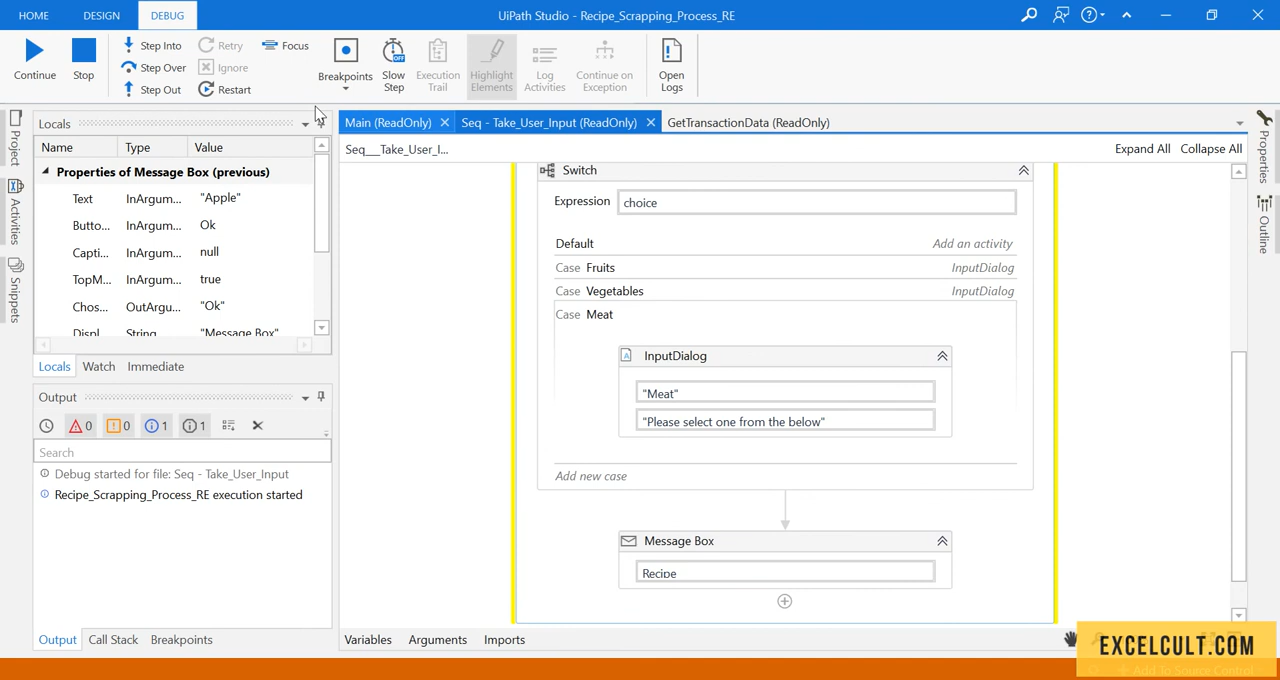 HOME DESIGN DEBUG UiPath Studio - Recipe_Scrapping_Process_RE
Continue Stop Step Into Step Over Step Out Retry Ignore Restart Focus Breakpoints Slow Step Execution Trail Highlight Elements Log Activities Continue on Exception Open Logs
OFF
Project
Activities
Snippets
Locals
Name Type Value
Properties of Message Box (previous)
Text InArgum... "Apple"
Butto... InArgum... Ok
Capti... InArgum... null
TopM... InArgum... true
Chos... OutArgu... "Ok"
Displ String "Message Box"
Locals Watch Immediate
Output
0 0 1 1
Search
Debug started for file: Seq - Take_User_Input
Recipe_Scrapping_Process_RE execution started
Output Call Stack Breakpoints
Main (ReadOnly) Seq - Take_User_Input (ReadOnly) GetTransactionData (ReadOnly)
Seq__Take_User_I... Expand All Collapse All
Switch
Expression choice
Default Add an activity
Case Fruits InputDialog
Case Vegetables InputDialog
Case Meat
InputDialog
"Meat"
"Please select one from the below"
Add new case
Message Box
Recipe
Variables Arguments Imports
Properties
Outline
EXCELCULT.COM